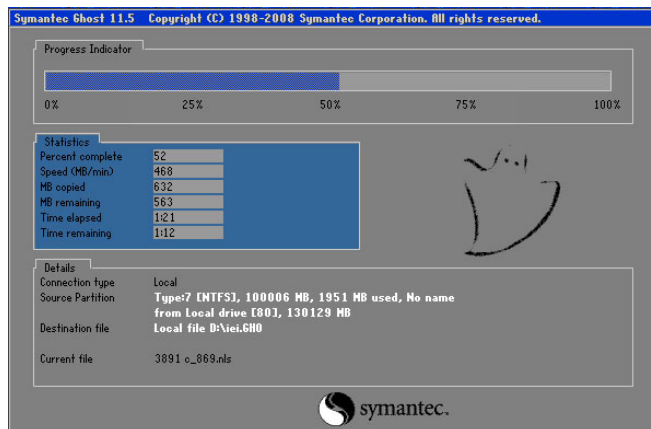 Symantec Ghost 11.5 Copyright (C) 1998-2008 Symantec Corporation. All rights reserved.
Progress Indicator
0% 25% 50% 75% 100%
Statistics
Percent complete 52
Speed (MB/min) 468
MB copied 632
MB remaining 563
Time elapsed 1:21
Time remaining 1:12
Details
Connection type Local
Source Partition Type:7 [NTFS], 100006 MB, 1951 MB used, No name
from Local drive [80], 130129 MB
Destination file Local file D:\iei.GHO
Current file 3891 c_869.nls
symantec.